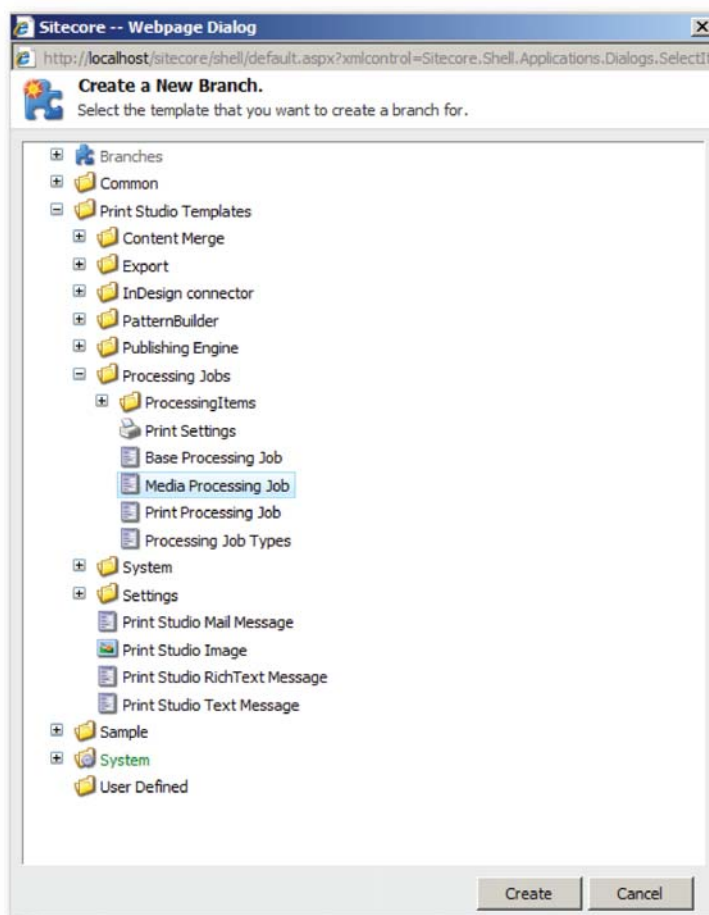 Sitecore -- Webpage Dialog
http://localhost/sitecore/shell/default.aspx?xmlcontrol=Sitecore.Shell.Applications.Dialogs.SelectIt
Create a New Branch.
Select the template that you want to create a branch for.
Branches
Common
Print Studio Templates
Content Merge
Export
InDesign connector
PatternBuilder
Publishing Engine
Processing Jobs
ProcessingItems
Print Settings
Base Processing Job
Media Processing Job
Print Processing Job
Processing Job Types
System
Settings
Print Studio Mail Message
Print Studio Image
Print Studio RichText Message
Print Studio Text Message
Sample
System
User Defined
Create Cancel